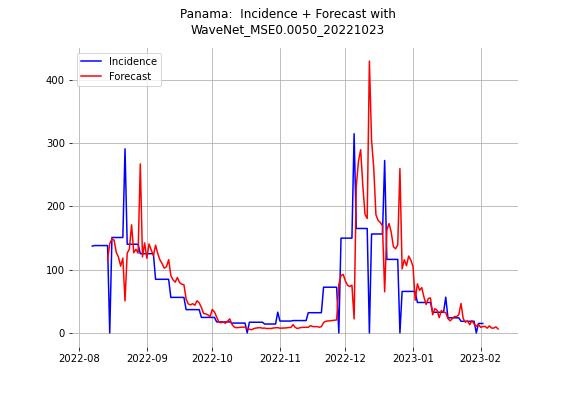 Panama:  Incidence + Forecast with
WaveNet_MSE0.0050_20221023
Incidence
Forecast
400
300
200
100
0
2022-08 2022-09 2022-10 2022-11 2022-12 2023-01 2023-02